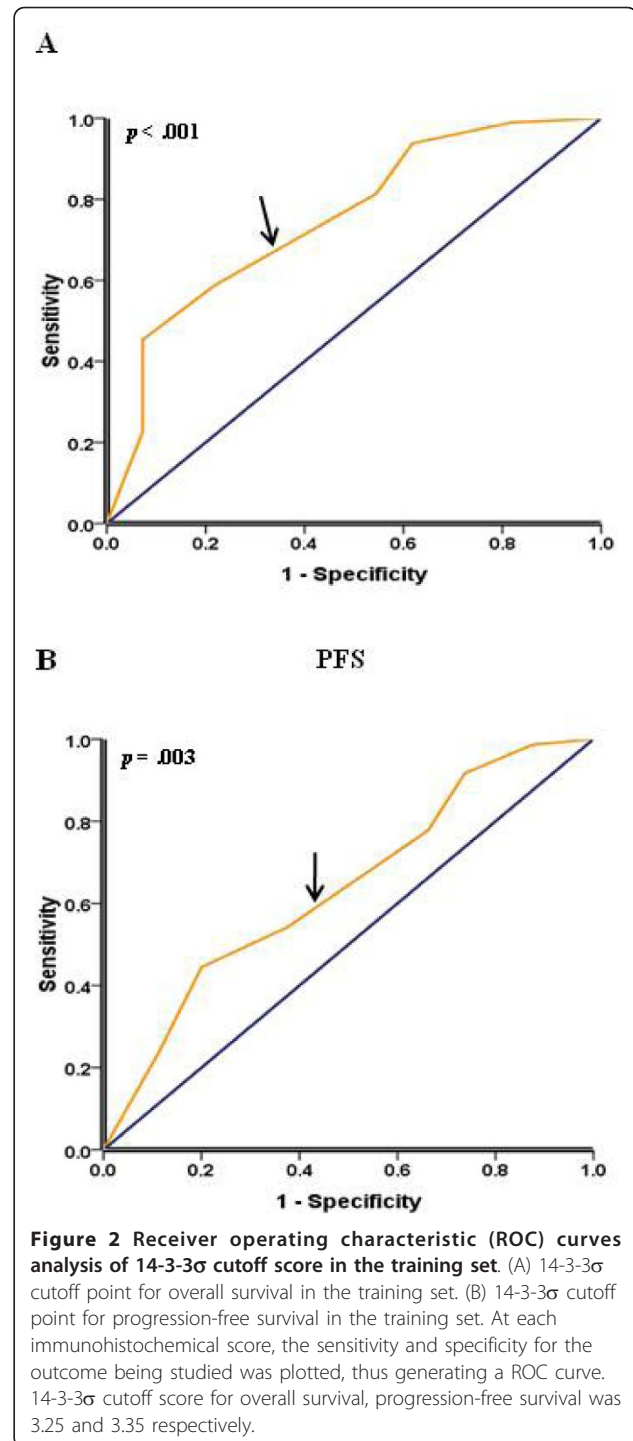 A
p < .001
1.0
0.8
0.6
0.4
0.2
0.0
Sensitivity
0.0 0.2 0.4 0.6 0.8 1.0
1 - Specificity
B PFS
p = .003
1.0
0.8
0.6
0.4
0.2
0.0
Sensitivity
0.0 0.2 0.4 0.6 0.8 1.0
1 - Specificity
Figure 2 Receiver operating characteristic (ROC) curves
analysis of 14-3-3σ cutoff score in the training set. (A) 14-3-3σ
cutoff point for overall survival in the training set. (B) 14-3-3σ cutoff
point for progression-free survival in the training set. At each
immunohistochemical score, the sensitivity and specificity for the
outcome being studied was plotted, thus generating a ROC curve.
14-3-3σ cutoff score for overall survival, progression-free survival was
3.25 and 3.35 respectively.